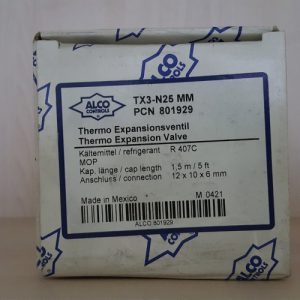 ALCO
CONTROLS
TX3-N25 MM
PCN 801929
Thermo Expansionsventil
Thermo Expansion Valve
Kältemittel / refrigerant R 407C
MOP
Kap. länge / cap length 1,5 m / 5 ft
Anschluss / connection 12 x 10 x 6 mm
Made in Mexico M 0421
ALCO 801929